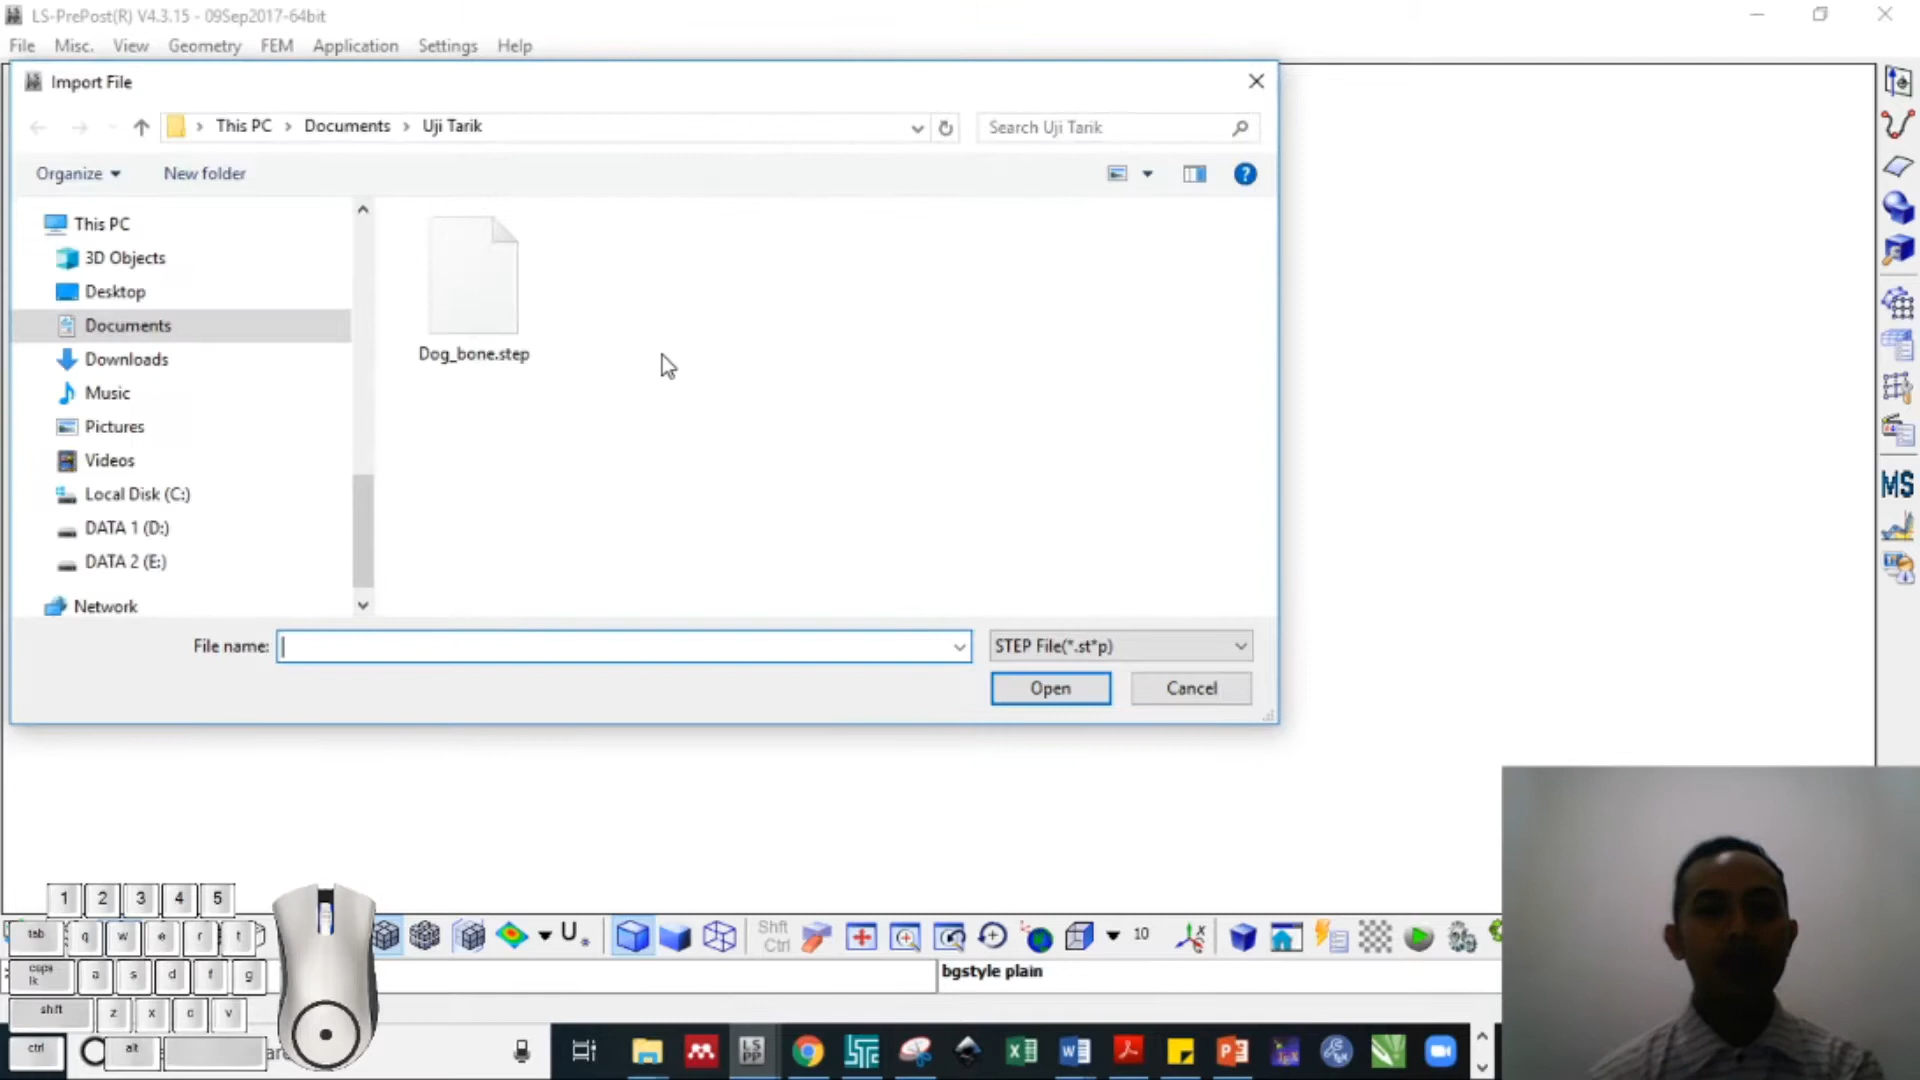 LS-PrePost(R) V4.3.15 - 09Sep2017-64bit
File Misc. View Geometry FEM Application Settings Help
Import File
This PC > Documents > Uji Tarik
Search Uji Tarik
Organize
New folder
This PC
3D Objects
Desktop
Documents
Downloads
Music
Pictures
Videos
Local Disk (C:)
DATA 1 (D:)
DATA 2 (E:)
Network
Dog_bone.step
File name:
STEP File(*.st*p)
Open
Cancel
MS
1 2 3 4 5
tab q w e r t
caps lk a s d f g
shift z x c v
ctrl alt
Shft
Ctrl
10
bgstyle plain